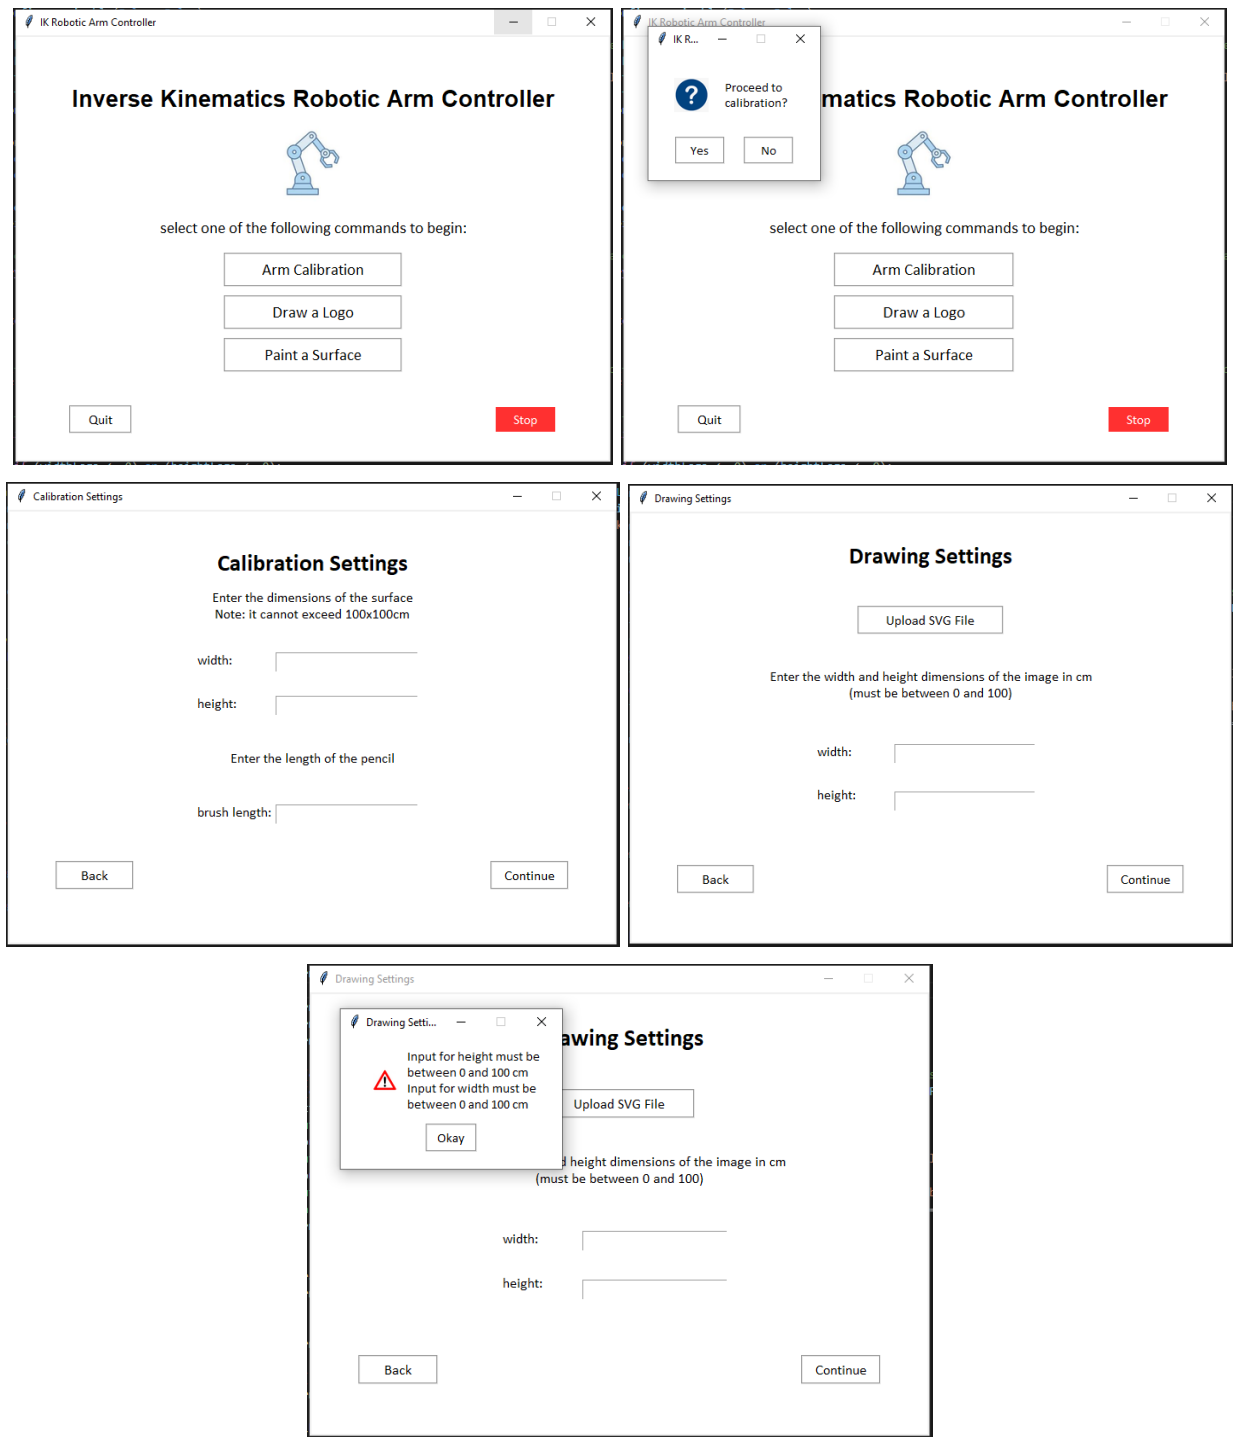 IK Robotic Arm Controller
Inverse Kinematics Robotic Arm Controller
select one of the following commands to begin:
Arm Calibration
Draw a Logo
Paint a Surface
Quit
Stop
IK Robotic Arm Controller
IK R...
Proceed to
calibration?
Yes
No
matics Robotic Arm Controller
select one of the following commands to begin:
Arm Calibration
Draw a Logo
Paint a Surface
Quit
Stop
Calibration Settings
Calibration Settings
Enter the dimensions of the surface
Note: it cannot exceed 100x100cm
width:
height:
Enter the length of the pencil
brush length:
Back
Continue
Drawing Settings
Drawing Settings
Upload SVG File
Enter the width and height dimensions of the image in cm
(must be between 0 and 100)
width:
height:
Back
Continue
Drawing Settings
Drawing Setti...
Input for height must be
between 0 and 100 cm
Input for width must be
between 0 and 100 cm
Okay
awing Settings
Upload SVG File
height dimensions of the image in cm
(must be between 0 and 100)
width:
height:
Back
Continue